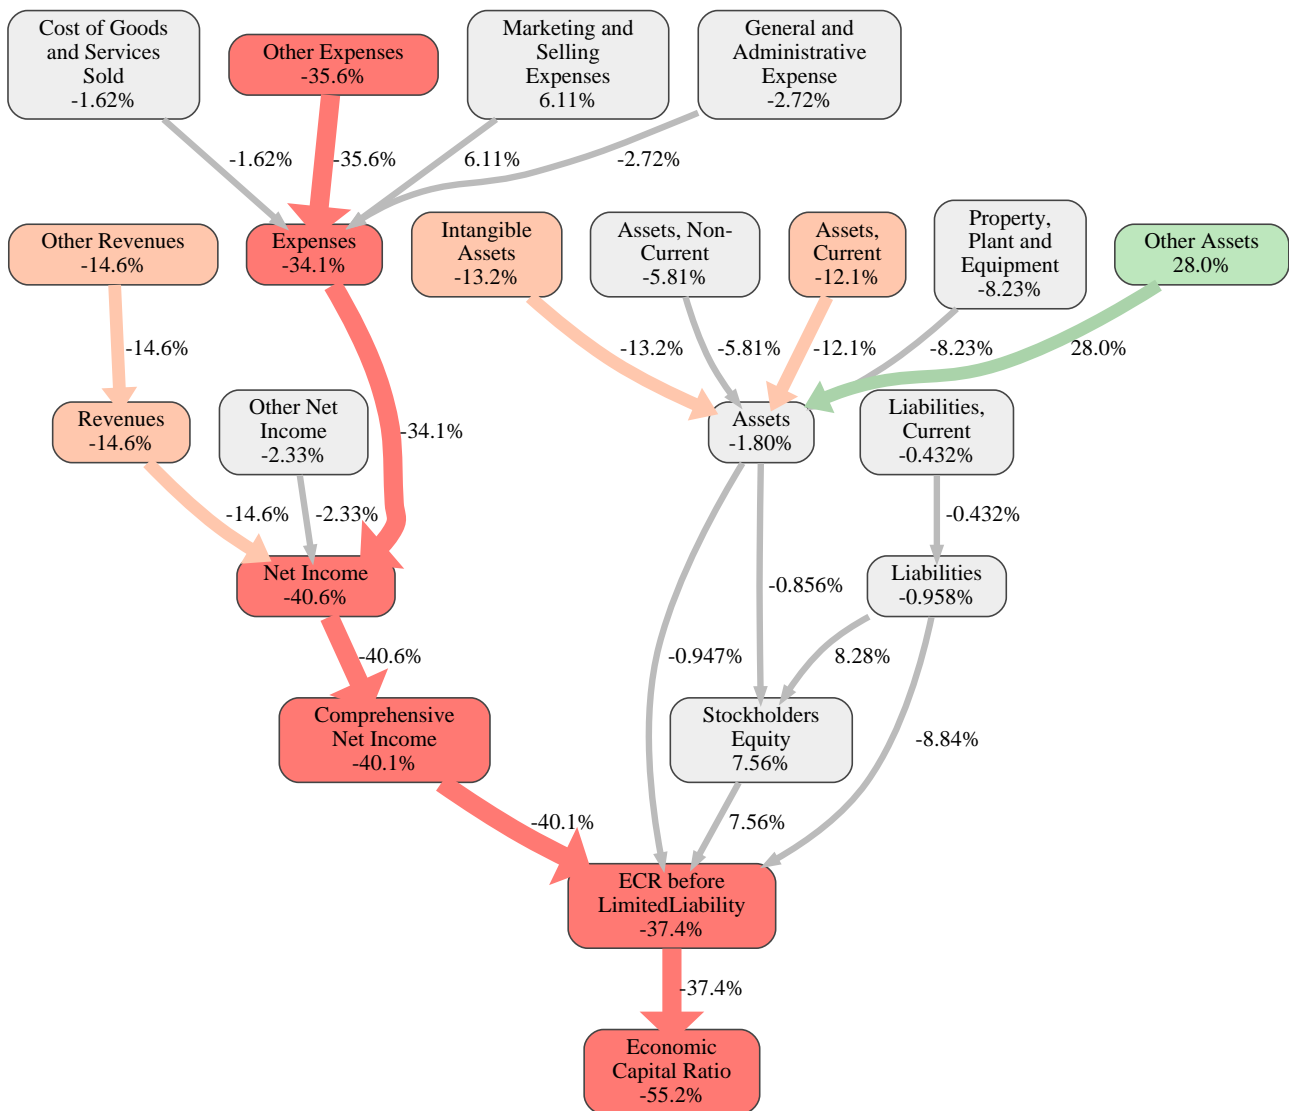 Cost of Goods
and Services
Sold
-1.62%
Other Expenses
-35.6%
Marketing and
Selling
Expenses
6.11%
General and
Administrative
Expense
-2.72%
-1.62%
-35.6%
6.11%
-2.72%
Other Revenues
-14.6%
Expenses
-34.1%
Intangible
Assets
-13.2%
Assets, Non-
Current
-5.81%
Assets,
Current
-12.1%
Property,
Plant and
Equipment
-8.23%
Other Assets
28.0%
-14.6%
-13.2%
-5.81%
-12.1%
-8.23%
28.0%
Revenues
-14.6%
Other Net
Income
-2.33%
-34.1%
Assets
-1.80%
Liabilities,
Current
-0.432%
-14.6%
-2.33%
-0.432%
Net Income
-40.6%
-0.856%
Liabilities
-0.958%
-40.6%
-0.947%
8.28%
Comprehensive
Net Income
-40.1%
Stockholders
Equity
7.56%
-8.84%
-40.1%
7.56%
ECR before
LimitedLiability
-37.4%
-37.4%
Economic
Capital Ratio
-55.2%